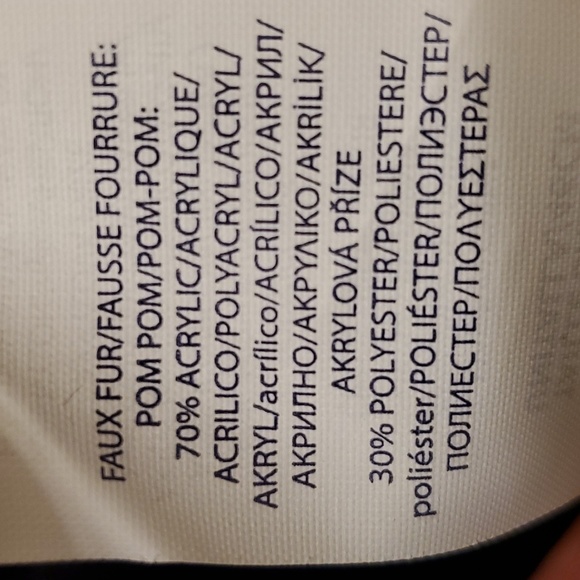 FAUX FUR/FAUSSE FOURRURE:
POM POM/POM-POM:
70% ACRYLIC/ACRYLIQUE/
ACRILICO/POLYACRYL/ACRYL/
AKRYL/acrílico/ACRÍLICO/АКРИЛ/
АКРИЛНО/ΑΚΡΥΛΙΚΟ/AKRİLİK/
AKRYLOVÁ PŘÍZE
30% POLYESTER/POLIESTERE/
poliéster/POLIÉSTER/ПОЛИЭСТЕР/
ПОЛИЕСТЕР/ΠΟΛΥΕΣΤΕΡΑΣ